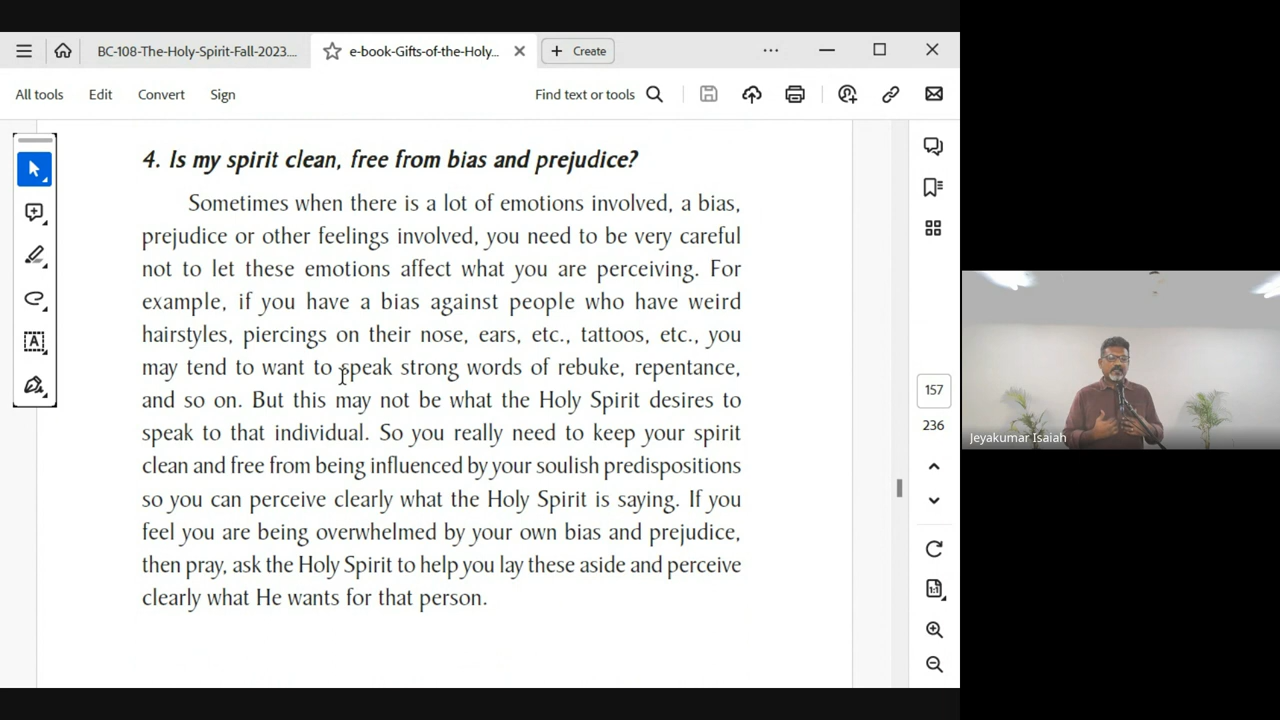 BC-108-The-Holy-Spirit-Fall-2023....
e-book-Gifts-of-the-Holy...
Create
All tools
Edit
Convert
Sign
Find text or tools
4. Is my spirit clean, free from bias and prejudice?
Sometimes when there is a lot of emotions involved, a bias,
prejudice or other feelings involved, you need to be very careful
not to let these emotions affect what you are perceiving. For
example, if you have a bias against people who have weird
hairstyles, piercings on their nose, ears, etc., tattoos, etc., you
may tend to want to speak strong words of rebuke, repentance,
and so on. But this may not be what the Holy Spirit desires to
speak to that individual. So you really need to keep your spirit
clean and free from being influenced by your soulish predispositions
so you can perceive clearly what the Holy Spirit is saying. If you
feel you are being overwhelmed by your own bias and prejudice,
then pray, ask the Holy Spirit to help you lay these aside and perceive
clearly what He wants for that person.
157
236
1:1
Jeyakumar Isaiah